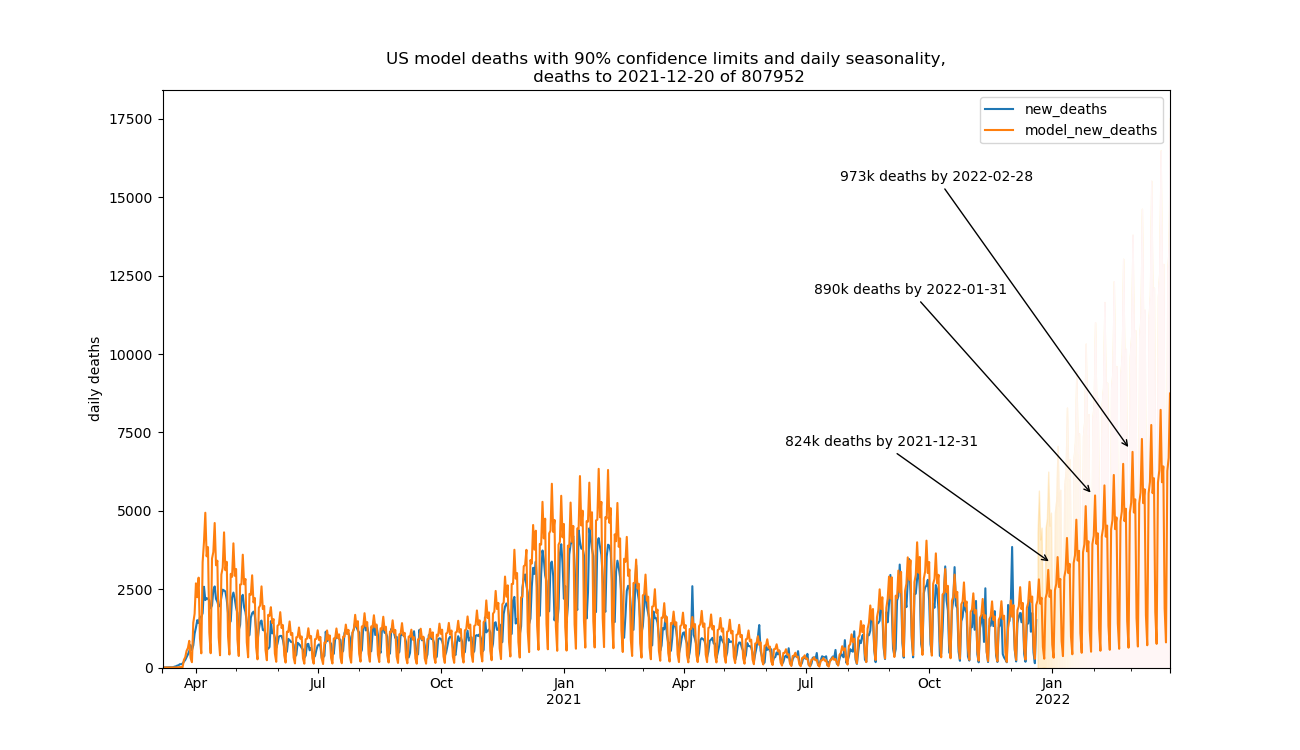 US model deaths with 90% confidence limits and daily seasonality,
deaths to 2021-12-20 of 807952
new_deaths
model_new_deaths
973k deaths by 2022-02-28
890k deaths by 2022-01-31
824k deaths by 2021-12-31
daily deaths
17500
15000
12500
10000
7500
5000
2500
0
Apr
Jul
Oct
Jan
2021
Apr
Jul
Oct
Jan
2022